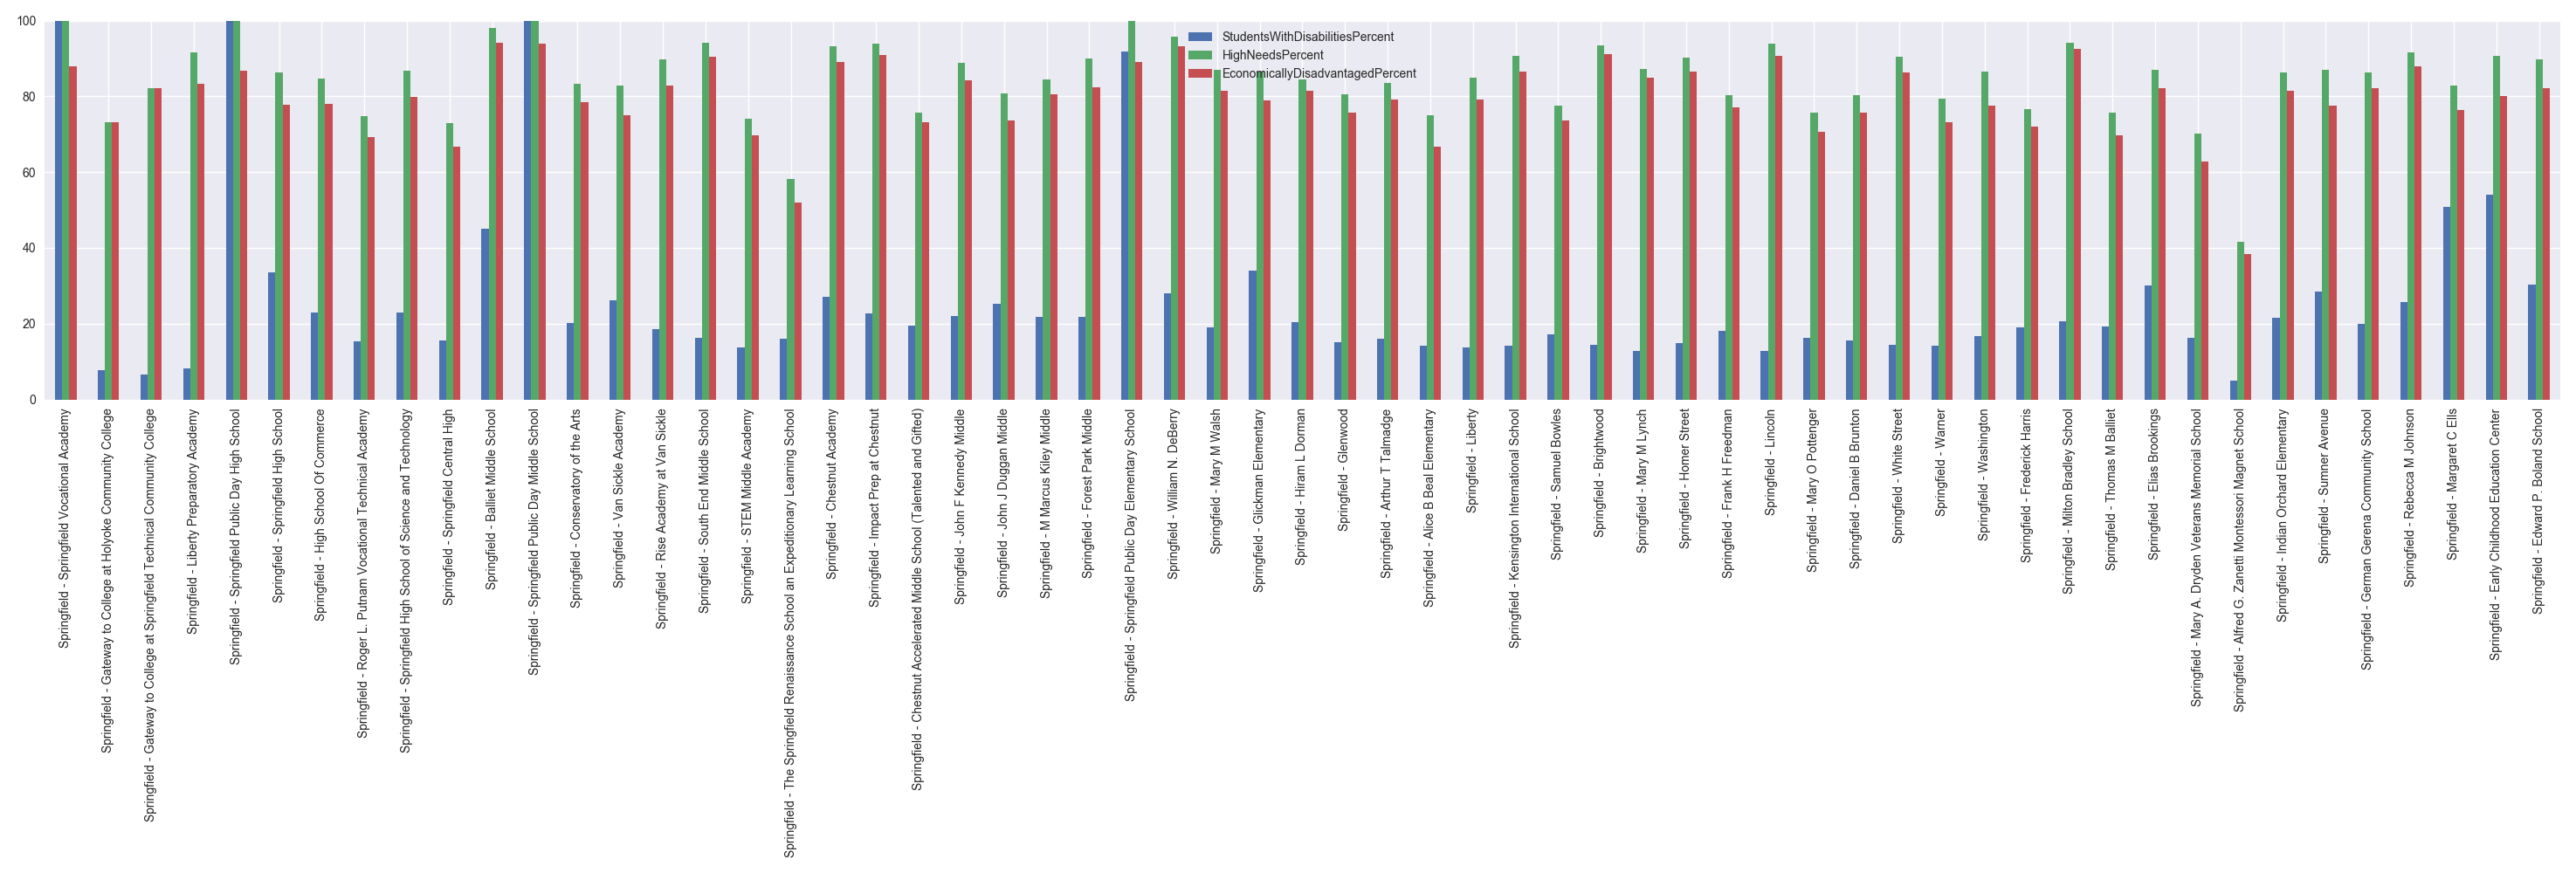 100
80
60
40
20
0
StudentsWithDisabilitiesPercent
HighNeedsPercent
EconomicallyDisadvantagedPercent
Springfield - Springfield Vocational Academy
Springfield - Gateway to College at Holyoke Community College
Springfield - Gateway to College at Springfield Technical Community College
Springfield - Liberty Preparatory Academy
Springfield - Springfield Public Day High School
Springfield - Springfield High School
Springfield - High School Of Commerce
Springfield - Roger L. Putnam Vocational Technical Academy
Springfield - Springfield High School of Science and Technology
Springfield - Springfield Central High
Springfield - Balliet Middle School
Springfield - Springfield Public Day Middle School
Springfield - Conservatory of the Arts
Springfield - Van Sickle Academy
Springfield - Rise Academy at Van Sickle
Springfield - South End Middle School
Springfield - STEM Middle Academy
Springfield - The Springfield Renaissance School an Expeditionary Learning School
Springfield - Chestnut Academy
Springfield - Impact Prep at Chestnut
Springfield - Chestnut Accelerated Middle School (Talented and Gifted)
Springfield - John F Kennedy Middle
Springfield - John J Duggan Middle
Springfield - M Marcus Kiley Middle
Springfield - Forest Park Middle
Springfield - Springfield Public Day Elementary School
Springfield - William N. DeBerry
Springfield - Mary M Walsh
Springfield - Glickman Elementary
Springfield - Hiram L Dorman
Springfield - Glenwood
Springfield - Arthur T Talmadge
Springfield - Alice B Beal Elementary
Springfield - Liberty
Springfield - Kensington International School
Springfield - Samuel Bowles
Springfield - Brightwood
Springfield - Mary M Lynch
Springfield - Homer Street
Springfield - Frank H Freedman
Springfield - Lincoln
Springfield - Mary O Pottenger
Springfield - Daniel B Brunton
Springfield - White Street
Springfield - Warner
Springfield - Washington
Springfield - Frederick Harris
Springfield - Milton Bradley School
Springfield - Thomas M Balliet
Springfield - Elias Brookings
Springfield - Mary A. Dryden Veterans Memorial School
Springfield - Alfred G. Zanetti Montessori Magnet School
Springfield - Indian Orchard Elementary
Springfield - Sumner Avenue
Springfield - German Gerena Community School
Springfield - Rebecca M Johnson
Springfield - Margaret C Ells
Springfield - Early Childhood Education Center
Springfield - Edward P. Boland School